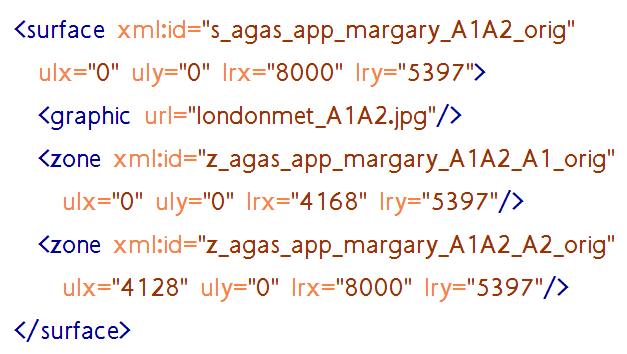 <surface xml:id="s_agas_app_margary_A1A2_orig"
ulx="0" uly="0" lrx="8000" lry="5397">
<graphic url="londonmet_A1A2.jpg"/>
<zone xml:id="z_agas_app_margary_A1A2_A1_orig"
ulx="0" uly="0" lrx="4168" lry="5397"/>
<zone xml:id="z_agas_app_margary_A1A2_A2_orig"
ulx="4128" uly="0" lrx="8000" lry="5397"/>
</surface>